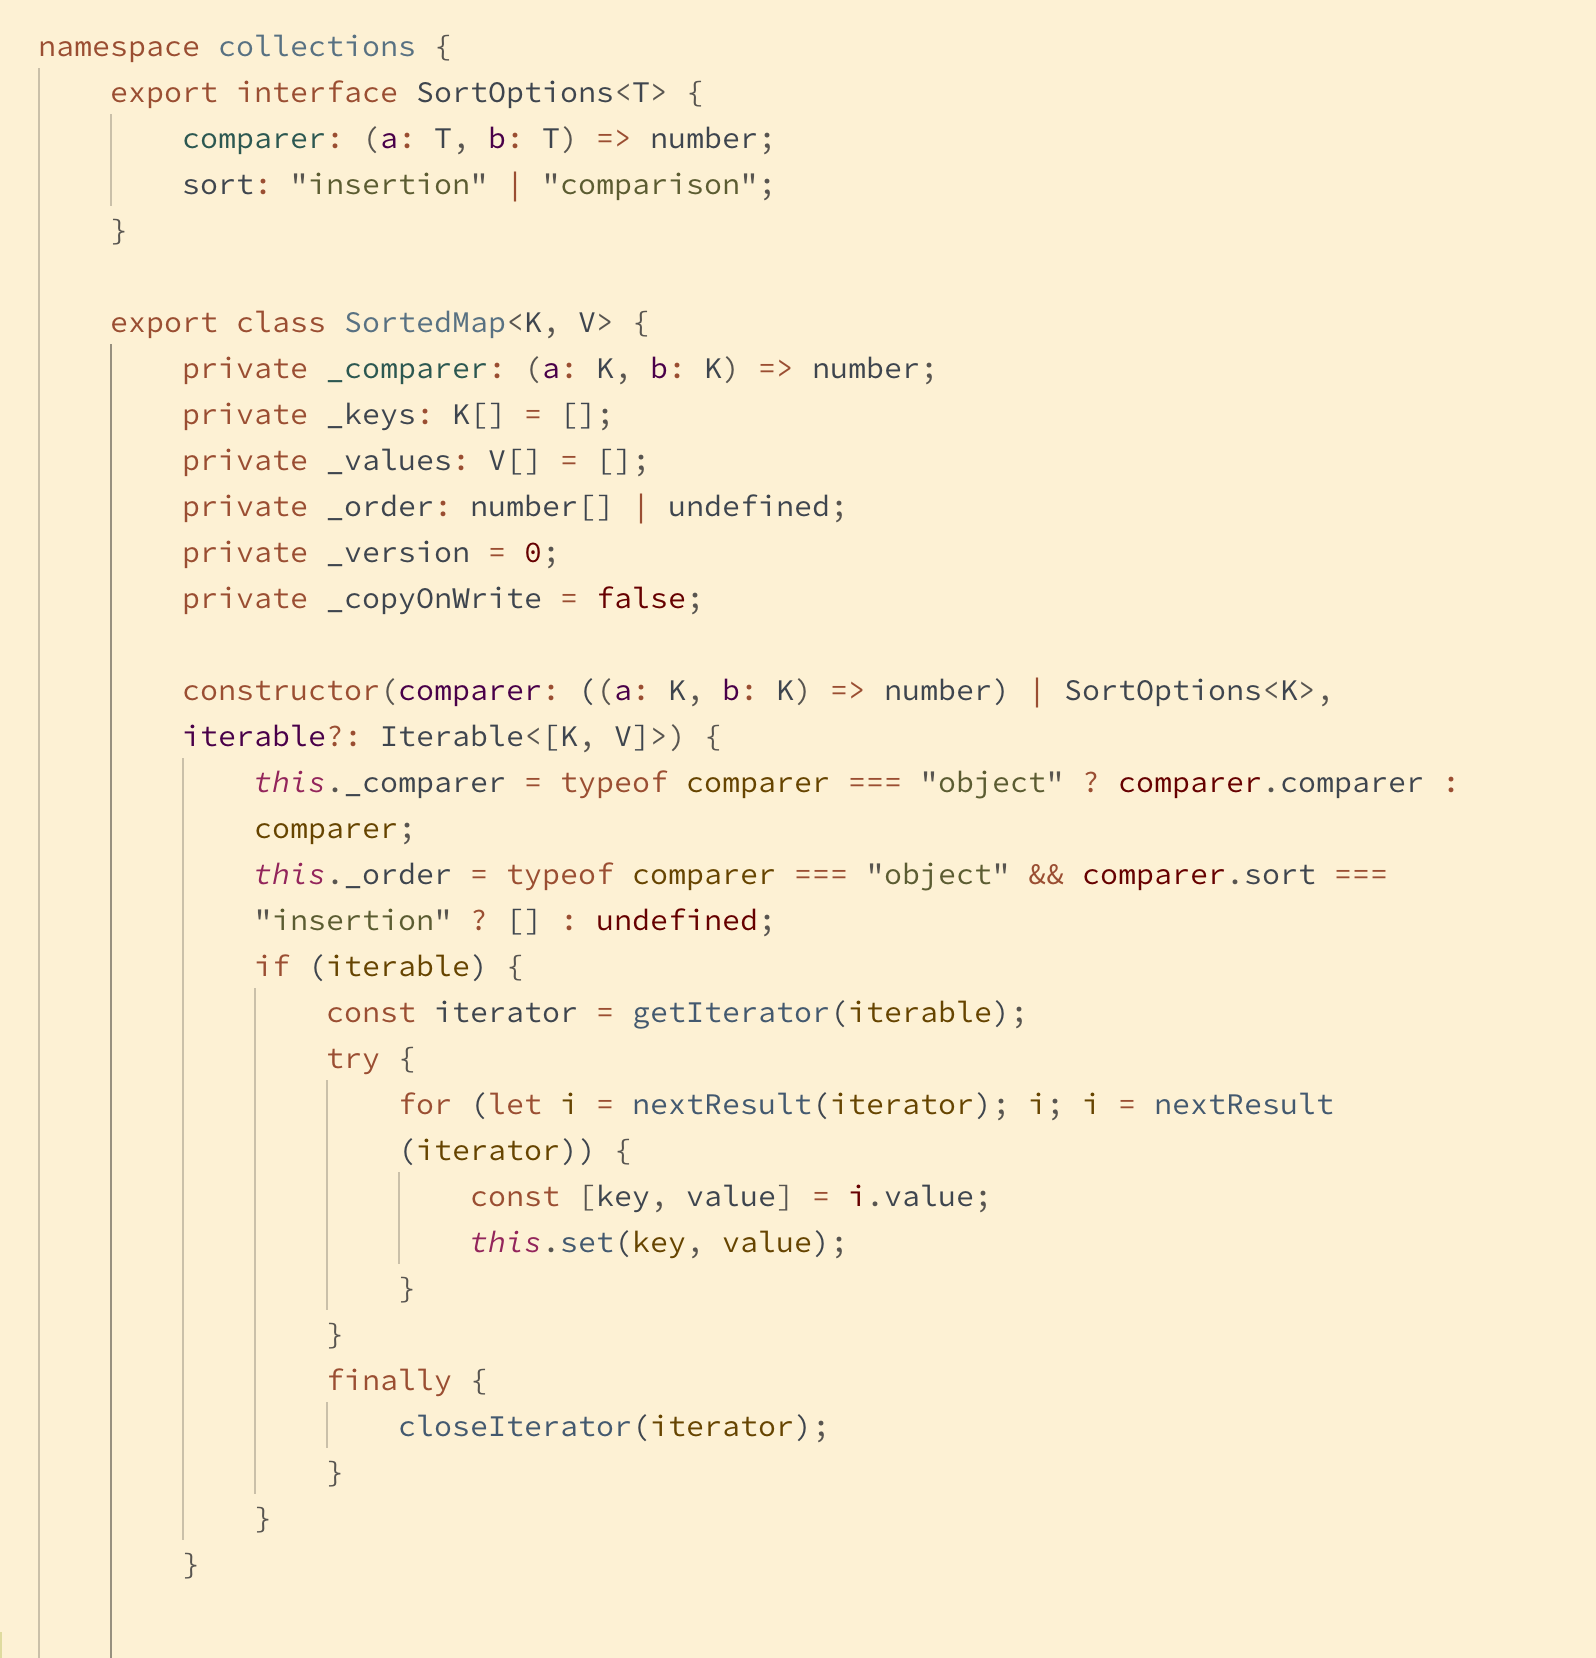 namespace collections {
export interface SortOptions<T> {
comparer: (a: T, b: T) => number;
sort: "insertion" | "comparison";
}
export class SortedMap<K, V> {
private _comparer: (a: K, b: K) => number;
private _keys: K[] = [];
private _values: V[] = [];
private _order: number[] | undefined;
private _version = 0;
private _copyOnWrite = false;
constructor(comparer: ((a: K, b: K) => number) | SortOptions<K>,
iterable?: Iterable<[K, V]>) {
this._comparer = typeof comparer === "object" ? comparer.comparer :
comparer;
this._order = typeof comparer === "object" && comparer.sort ===
"insertion" ? [] : undefined;
if (iterable) {
const iterator = getIterator(iterable);
try {
for (let i = nextResult(iterator); i; i = nextResult
(iterator)) {
const [key, value] = i.value;
this.set(key, value);
}
}
finally {
closeIterator(iterator);
}
}
}